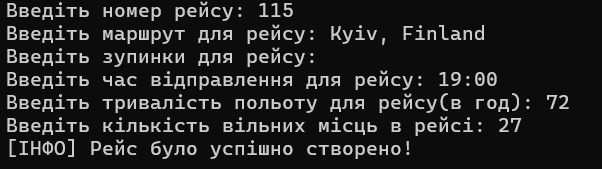 Введіть номер рейсу: 115
Введіть маршрут для рейсу: Kyiv, Finland
Введіть зупинки для рейсу:
Введіть час відправлення для рейсу: 19:00
Введіть тривалість польоту для рейсу(в год): 72
Введіть кількість вільних місць в рейсі: 27
[ІНФО] Рейс було успішно створено!